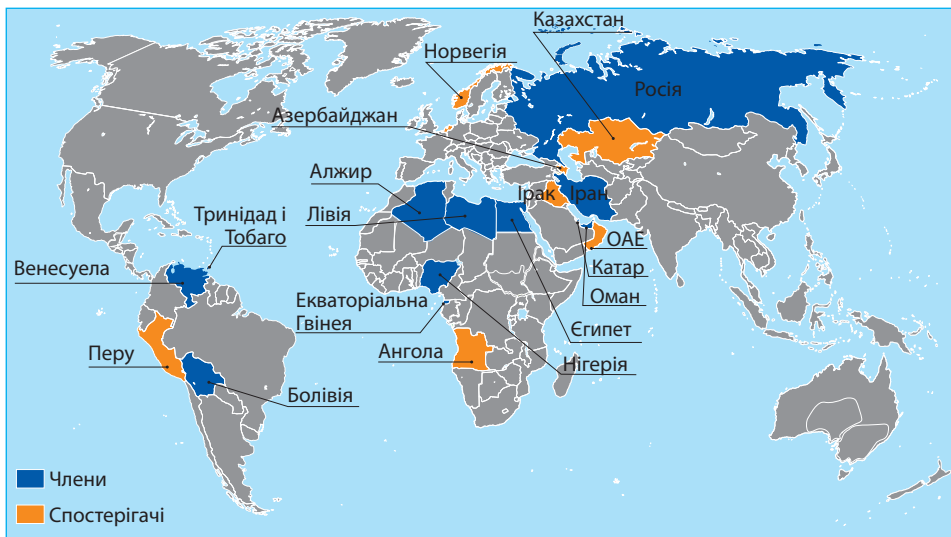 Казахстан
Норвегія
Росія
Азербайджан
Алжир
Ірак
Іран
Тринідад і
Тобаго
Лівія
ОАЕ
Венесуела
Катар
Екваторіальна
Гвінея
Оман
Єгипет
Перу
Ангола
Нігерія
Болівія
Члени
Спостерігачі